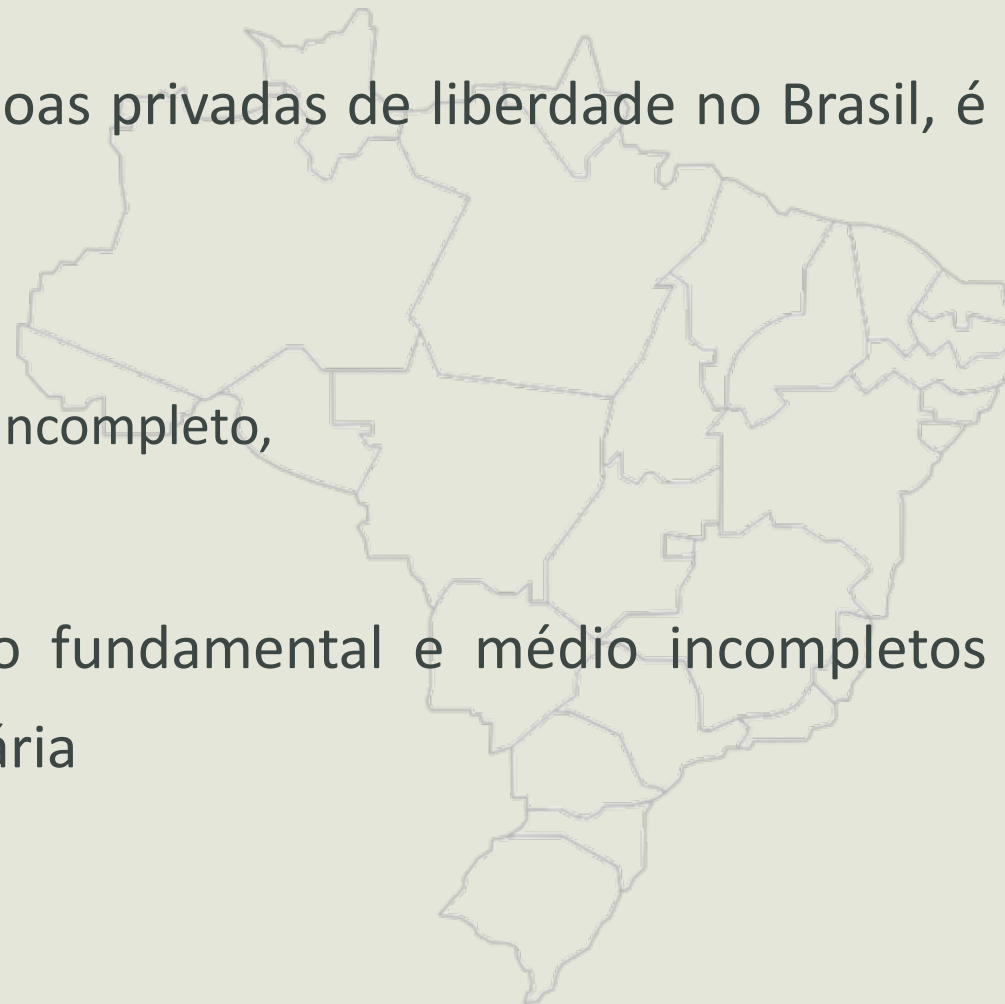 oas privadas de liberdade no Brasil, é
ncompleto,
o fundamental e médio incompletos
ária